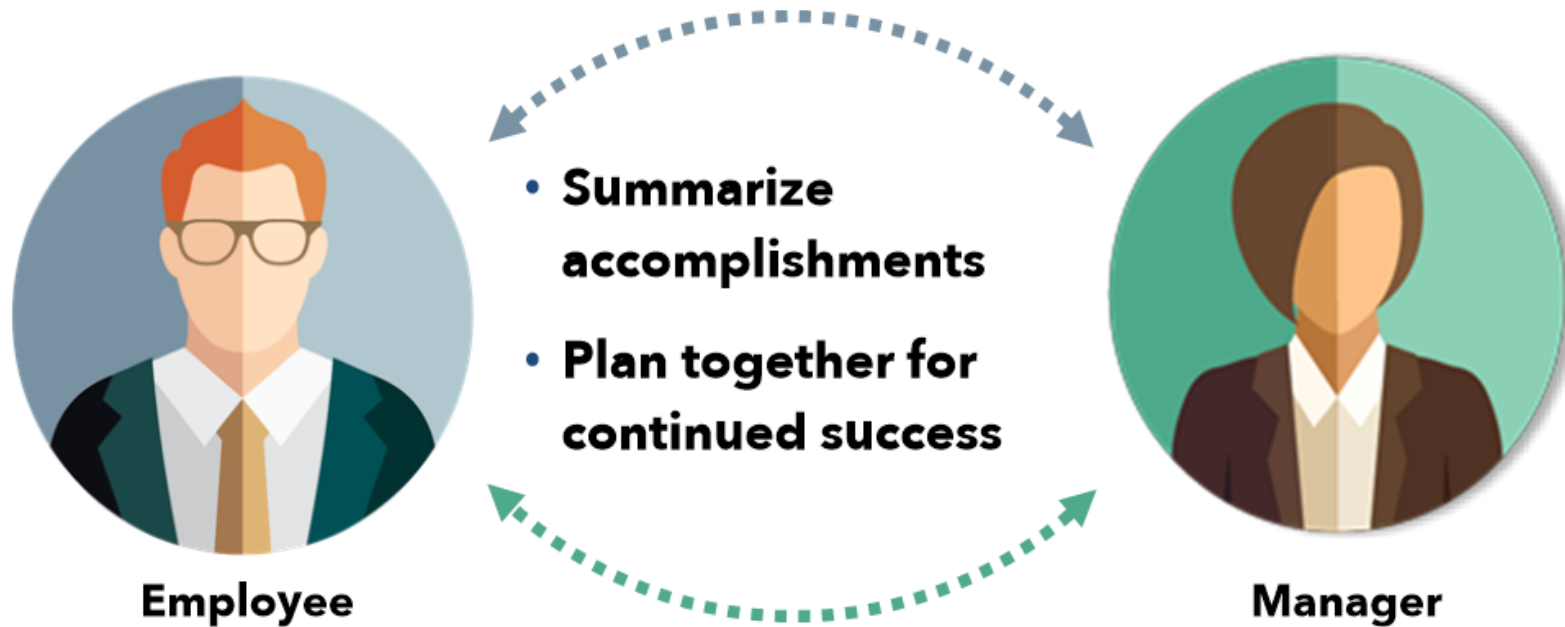 • Summarize
accomplishments
• Plan together for
continued success
Employee
Manager